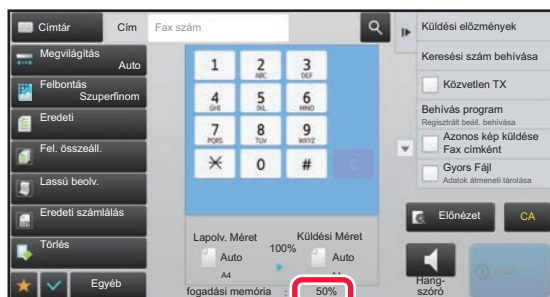 Címtár
Cím
Fax szám
Megvilágítás
Auto
Felbontás
Szuperfinom
Eredeti
Fel. összeáll.
Lassú beolv.
Eredeti számlálás
Törlés
Egyéb
1 2 3
ABC DEF
4 5 6
GHI JKL MNO
7 8 9
PQRS TUV WXYZ
0 #
C
Lapolv. Méret
100%
Küldési Méret
Auto
A4
Auto
A4
fogadási memória : 50%
Küldési előzmények
Keresési szám behívása
Közvetlen TX
Behívás program
Regisztrált beáll. behívása
Azonos kép küldése
Fax címként
Gyors Fájl
Adatok átmeneti tárolása
Előnézet
CA
Hang-
szóró
Start